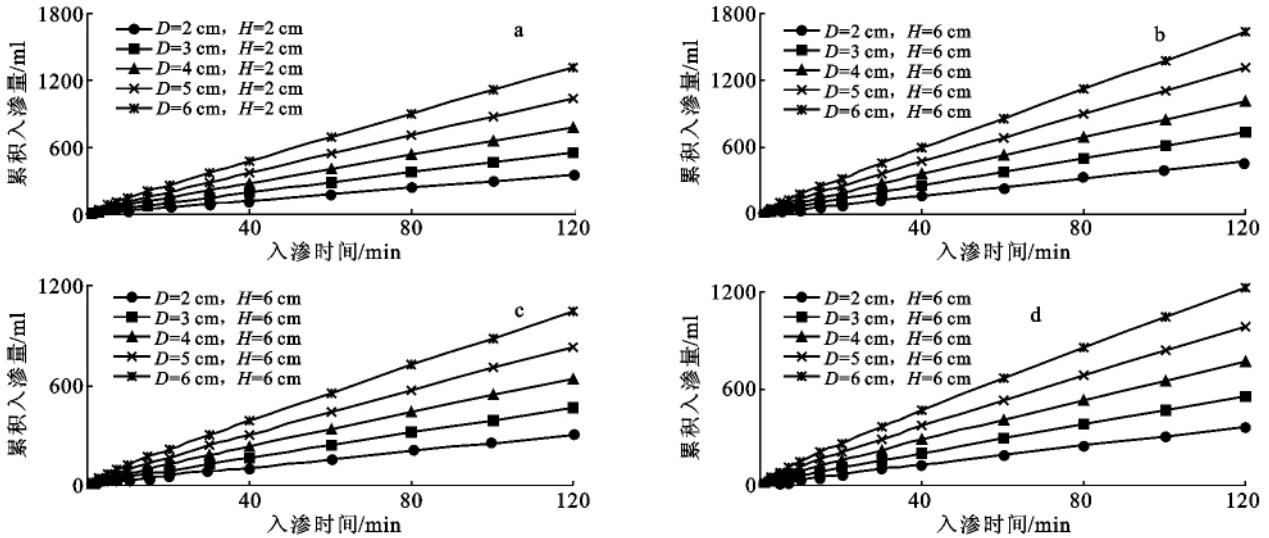 1800
1200
600
0
累积入渗量/ml
D=2 cm，H=2 cm
D=3 cm，H=2 cm
D=4 cm，H=2 cm
D=5 cm，H=2 cm
D=6 cm，H=2 cm
a
40
80
120
入渗时间/min
1800
1200
600
0
累积入渗量/ml
D=2 cm，H=6 cm
D=3 cm，H=6 cm
D=4 cm，H=6 cm
D=5 cm，H=6 cm
D=6 cm，H=6 cm
b
40
80
120
入渗时间/min
1200
600
0
累积入渗量/ml
D=2 cm，H=6 cm
D=3 cm，H=6 cm
D=4 cm，H=6 cm
D=5 cm，H=6 cm
D=6 cm，H=6 cm
c
40
80
120
入渗时间/min
1200
600
0
累积入渗量/ml
D=2 cm，H=6 cm
D=3 cm，H=6 cm
D=4 cm，H=6 cm
D=5 cm，H=6 cm
D=6 cm，H=6 cm
d
40
80
120
入渗时间/min